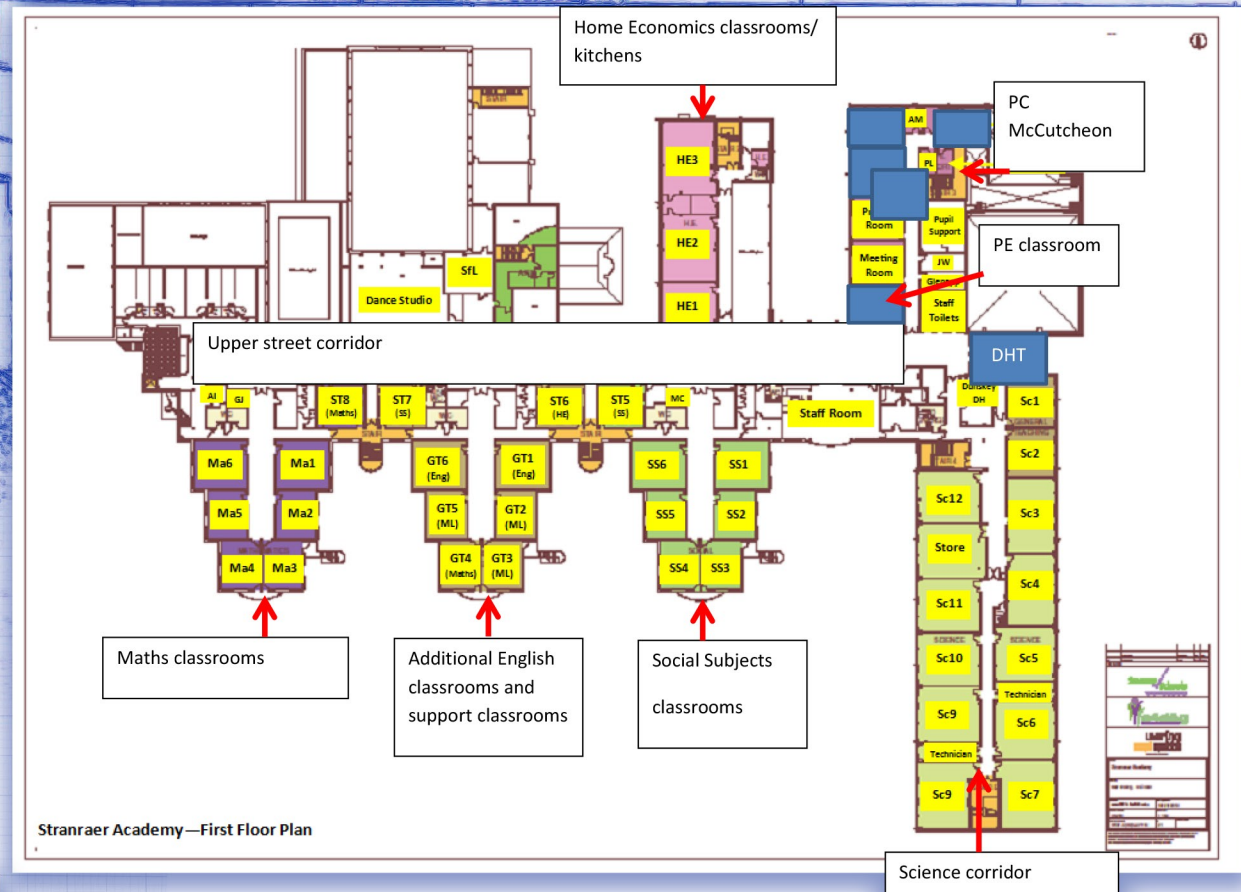 Home Economics classrooms/
kitchens
PC
McCutcheon
AM
PL
HE3
HE2
HE1
Room
Pupil
Support
PE classroom
Meeting
Room
JW
Staff
Toilets
SfL
Dance Studio
Upper street corridor
DHT
Dunskey
DH
AI
GJ
ST8
(Maths)
ST7
(SS)
ST6
(HE)
ST5
(SS)
MC
Staff Room
Sc1
Sc2
Ma6
Ma1
GT6
(Eng)
GT1
(Eng)
SS6
SS1
Ma5
Ma2
GT5
(ML)
GT2
(ML)
SS5
SS2
Ma4
Ma3
GT4
(Maths)
GT3
(ML)
SS4
SS3
Sc12
Sc3
Store
Sc4
Sc11
SCIENCE
SCIENCE
Sc10
Sc5
Technician
Sc9
Sc6
Technician
Sc9
Sc7
Maths classrooms
Additional English
classrooms and
support classrooms
Social Subjects
classrooms
Science corridor
Stranraer Academy—First Floor Plan